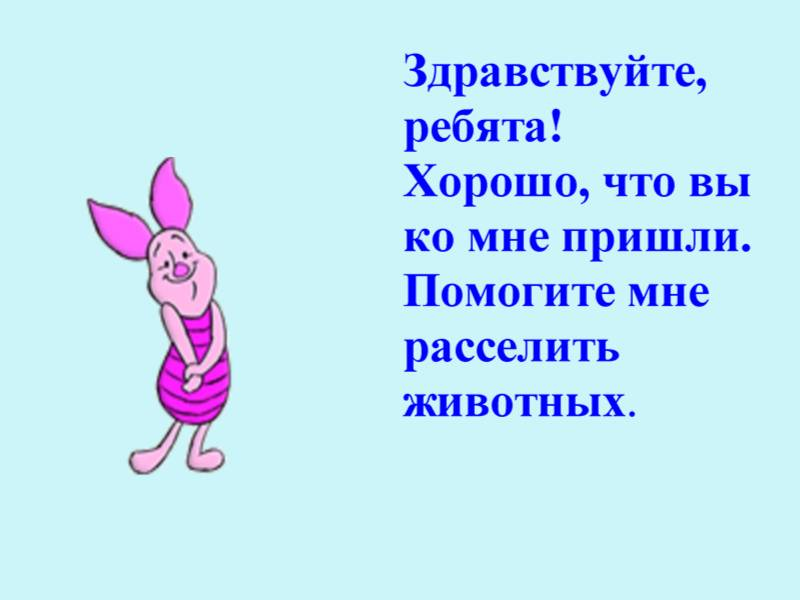 Здравствуйте,
ребята!
Хорошо, что вы
ко мне пришли.
Помогите мне
расселить
животных.